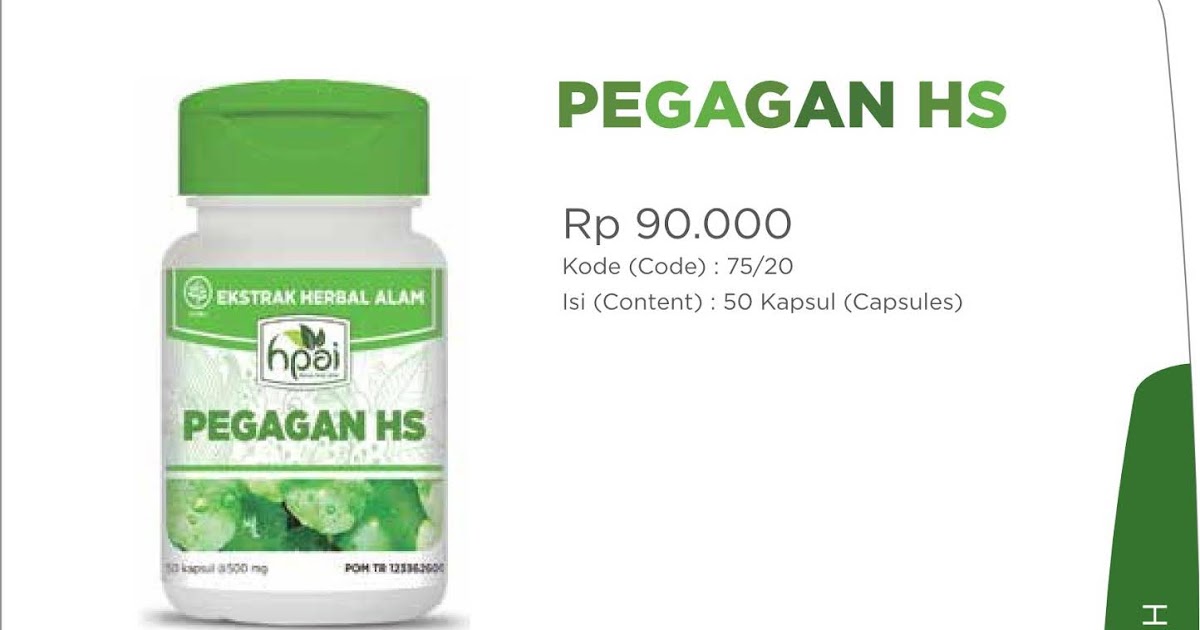 PEGAGAN HS
Rp 90.000
Kode (Code) : 75/20
Isi (Content) : 50 Kapsul (Capsules)
EKSTRAK HERBAL ALAM
hpai
PEGAGAN HS
50 kapsul @500 mg
POM TR 123362600
H